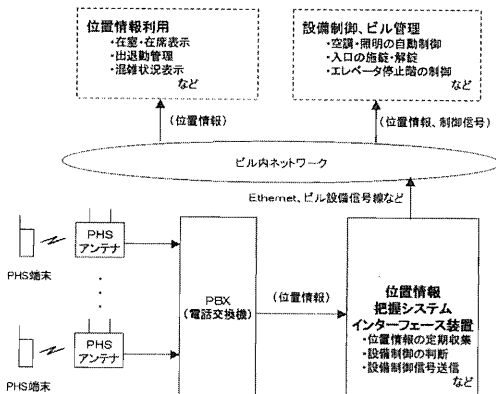 位置情報利用
・在室・在席表示
・出退勤管理
・混雑状況表示
など
設備制御、ビル管理
・空調・照明の自動制御
・入口の施錠・解錠
・エレベータ停止階の制御
など
(位置情報)
(位置情報、制御信号)
ビル内ネットワーク
Ethernet、ビル設備信号線など
PHS端末
PHS
アンテナ
PBX
(電話交換機)
(位置情報)
位置情報
把握システム
インターフェース装置
・位置情報の定期収集
・設備制御の判断
・設備制御信号送信
など
PHS
アンテナ
PHS端末